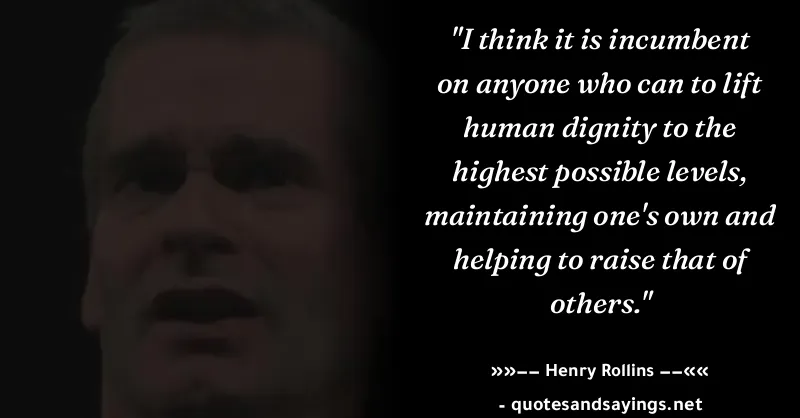 "I think it is incumbent
on anyone who can to lift
human dignity to the
highest possible levels,
maintaining one's own and
helping to raise that of
others."
»»−− Henry Rollins −−««
- quotesandsayings.net